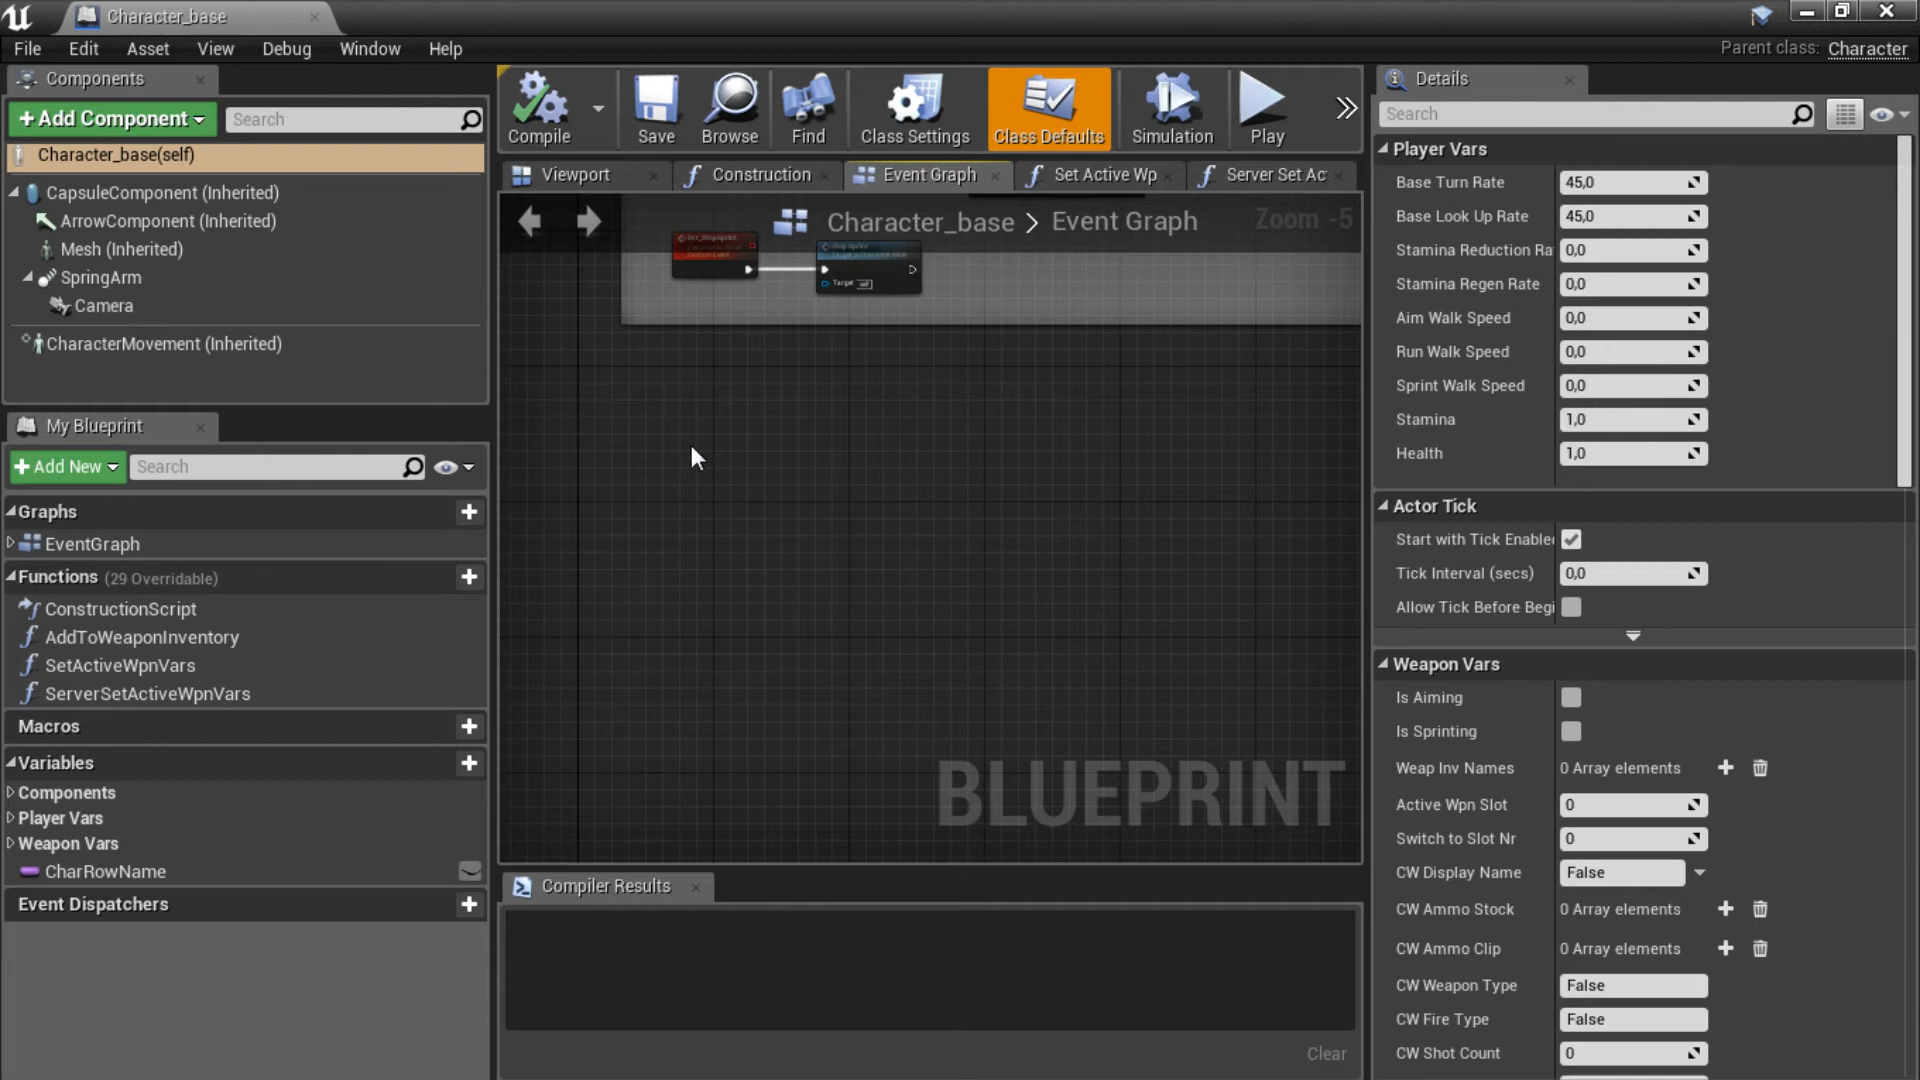 Character_base
File Edit Asset View Debug Window Help
Parent class: Character
Components
+Add Component
Search
Character_base(self)
CapsuleComponent (Inherited)
ArrowComponent (Inherited)
Mesh (Inherited)
SpringArm
Camera
CharacterMovement (Inherited)
My Blueprint
+Add New
Search
Graphs
EventGraph
Functions (29 Overridable)
ConstructionScript
AddToWeaponInventory
SetActiveWpnVars
ServerSetActiveWpnVars
Macros
Variables
Components
Player Vars
Weapon Vars
CharRowName
Event Dispatchers
Compile Save Browse Find Class Settings Class Defaults Simulation Play
Viewport Construction Event Graph Set Active Wp Server Set Ac
Character_base > Event Graph
Zoom -5
Stop Sprint
Target
BLUEPRINT
Compiler Results
Clear
Details
Search
Player Vars
Base Turn Rate 45,0
Base Look Up Rate 45,0
Stamina Reduction Ra 0,0
Stamina Regen Rate 0,0
Aim Walk Speed 0,0
Run Walk Speed 0,0
Sprint Walk Speed 0,0
Stamina 1,0
Health 1,0
Actor Tick
Start with Tick Enable
Tick Interval (secs) 0,0
Allow Tick Before Begi
Weapon Vars
Is Aiming
Is Sprinting
Weap Inv Names 0 Array elements
Active Wpn Slot 0
Switch to Slot Nr 0
CW Display Name False
CW Ammo Stock 0 Array elements
CW Ammo Clip 0 Array elements
CW Weapon Type False
CW Fire Type False
CW Shot Count 0